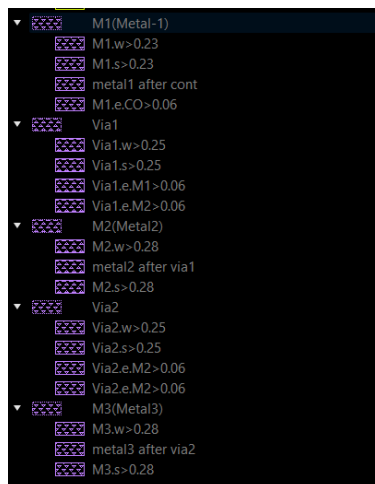 M1(Metal-1)
M1.w>0.23
M1.s>0.23
metal1 after cont
M1.e.CO>0.06
Via1
Via1.w>0.25
Via1.s>0.25
Via1.e.M1>0.06
Via1.e.M2>0.06
M2(Metal2)
M2.w>0.28
metal2 after via1
M2.s>0.28
Via2
Via2.w>0.25
Via2.s>0.25
Via2.e.M2>0.06
Via2.e.M2>0.06
M3(Metal3)
M3.w>0.28
metal3 after via2
M3.s>0.28